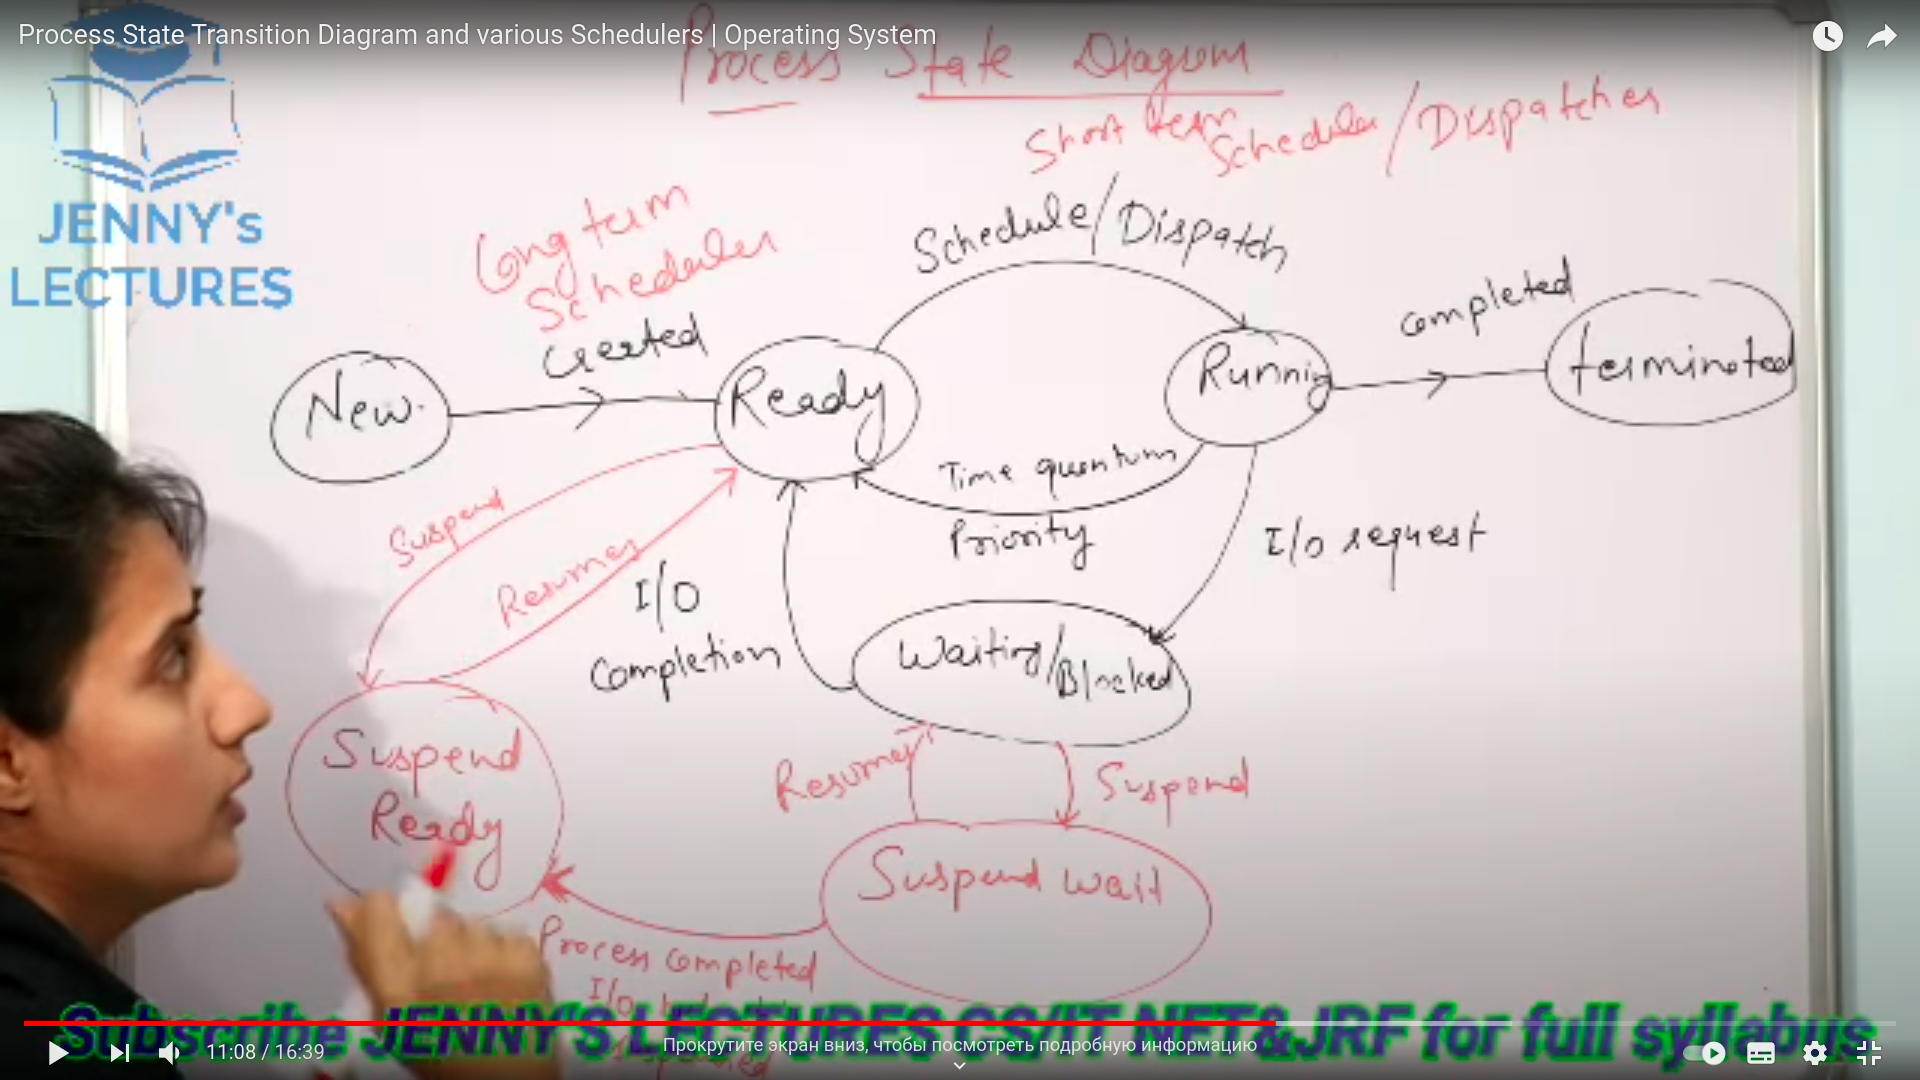 Process State Transition Diagram and various Schedulers | Operating System
Process State Diagram
Short term Scheduler / Dispatcher
JENNY's
LECTURES
Long term
Scheduler
Created
Schedule/Dispatch
completed
New
Ready
Running
terminated
Time quantum
Priority
Suspend
Resumes
I/O
Completion
I/o request
Waiting/Blocked
Resume
Suspend
Suspend
Ready
Suspend wait
Process completed
I/o
Subscribe JENNY'S LECTURES CS/IT NET&JRF for full syllabus
11:08 / 16:39
Прокрутите экран вниз, чтобы посмотреть подробную информацию